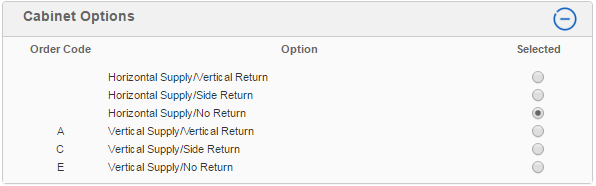 Cabinet Options
Order Code Option Selected
Horizontal Supply/Vertical Return
Horizontal Supply/Side Return
Horizontal Supply/No Return
A Vertical Supply/Vertical Return
C Vertical Supply/Side Return
E Vertical Supply/No Return